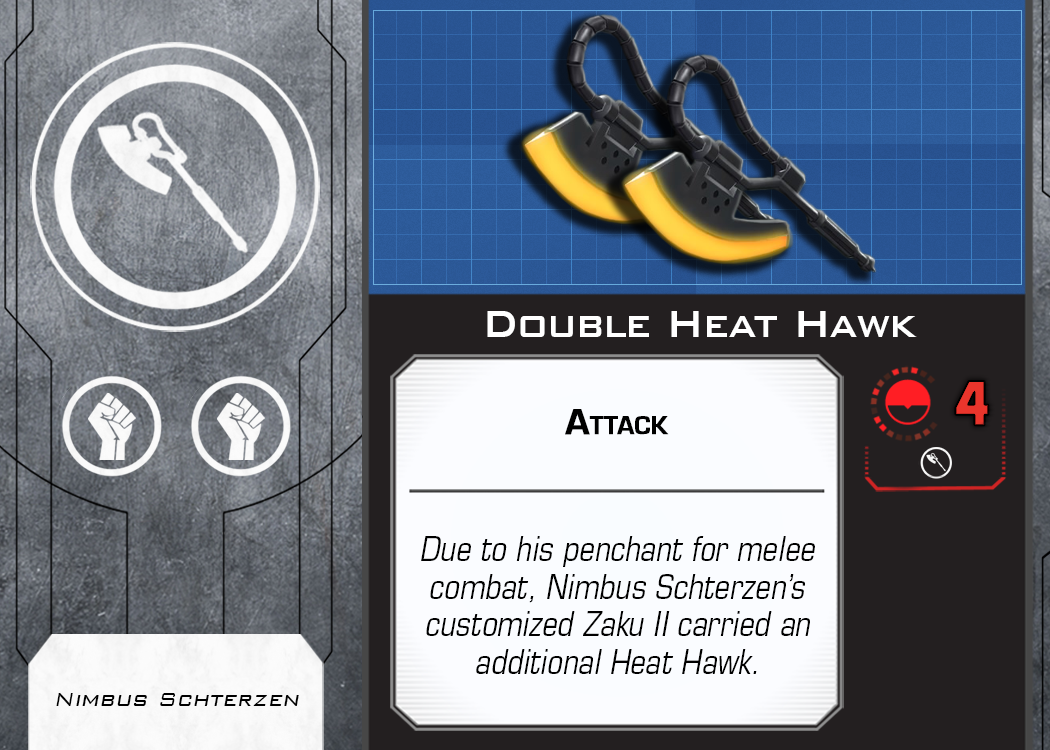 Double Heat Hawk
Attack
4
Due to his penchant for melee
combat, Nimbus Schterzen's
customized Zaku II carried an
additional Heat Hawk.
Nimbus Schterzen